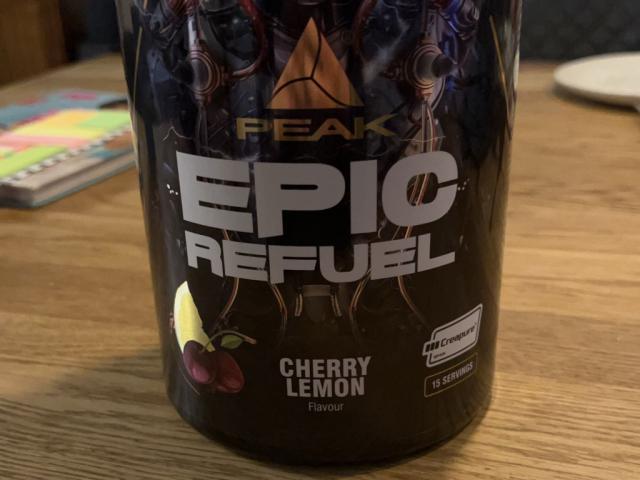 PEAK
EPIC
REFUEL
Creapure
CHERRY
LEMON
Flavour
15 SERVINGS